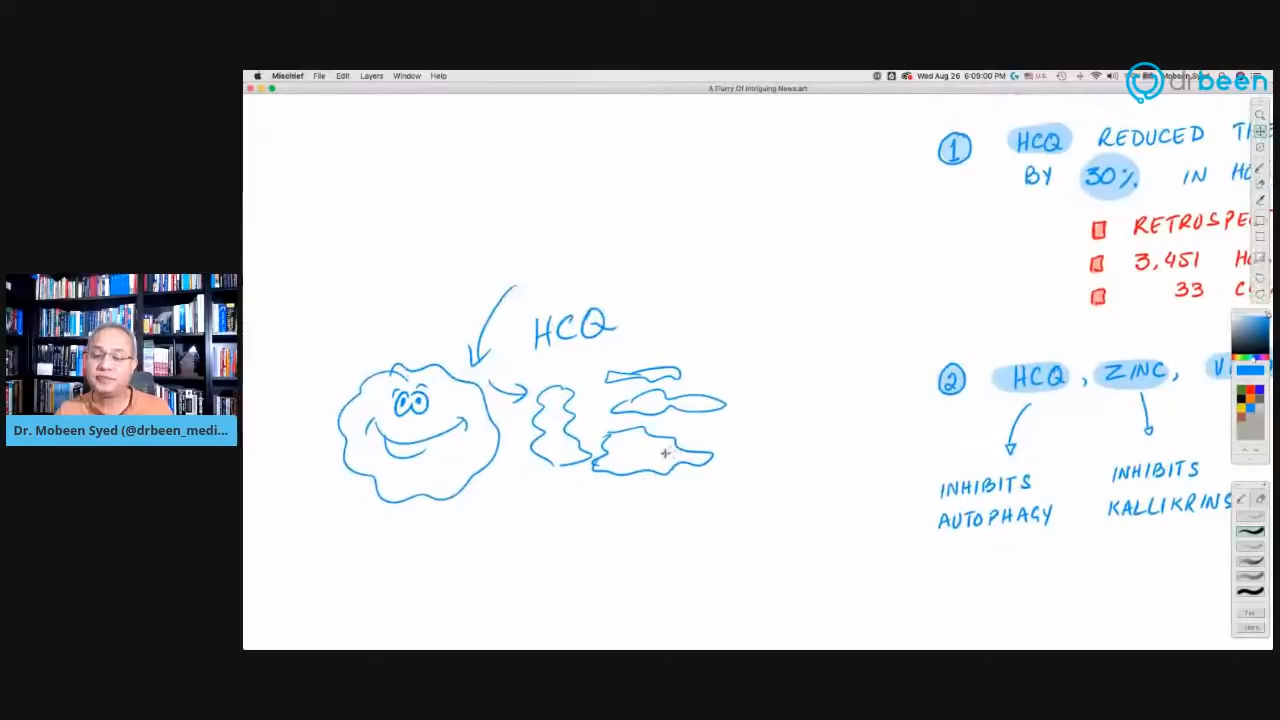 Mischief File Edit Layers Window Help
Wed Aug 26 6:09:00 PM
Mobeen Syed
drbeen
A Flurry Of Intriguing News.art
1 HCQ REDUCED
BY 30% IN
RETROSPE
3,451
33
HCQ
2 HCQ, ZINC,
INHIBITS
AUTOPHAGY
INHIBITS
KALLIKRINS
Dr. Mobeen Syed (@drbeen_medi...